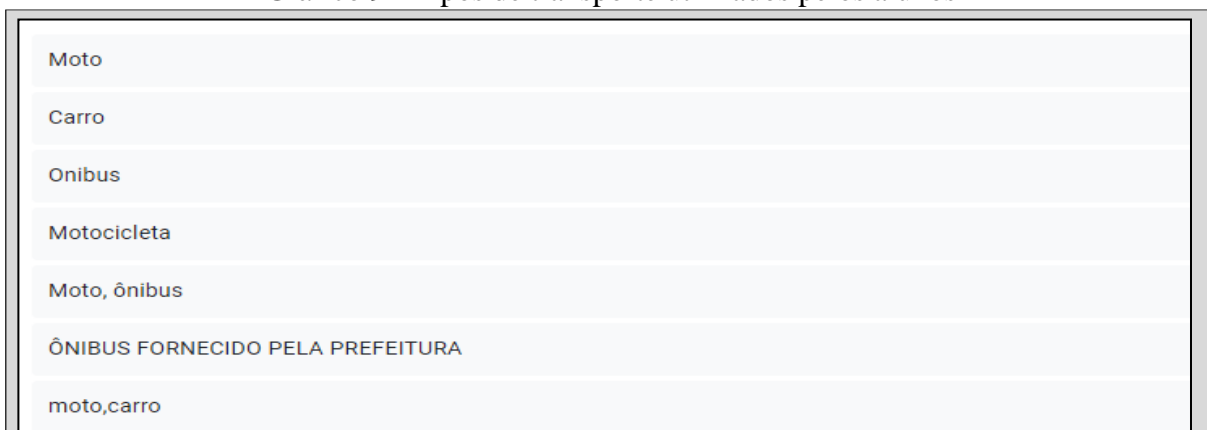 Moto
Carro
Onibus
Motocicleta
Moto, ônibus
ÔNIBUS FORNECIDO PELA PREFEITURA
moto,carro